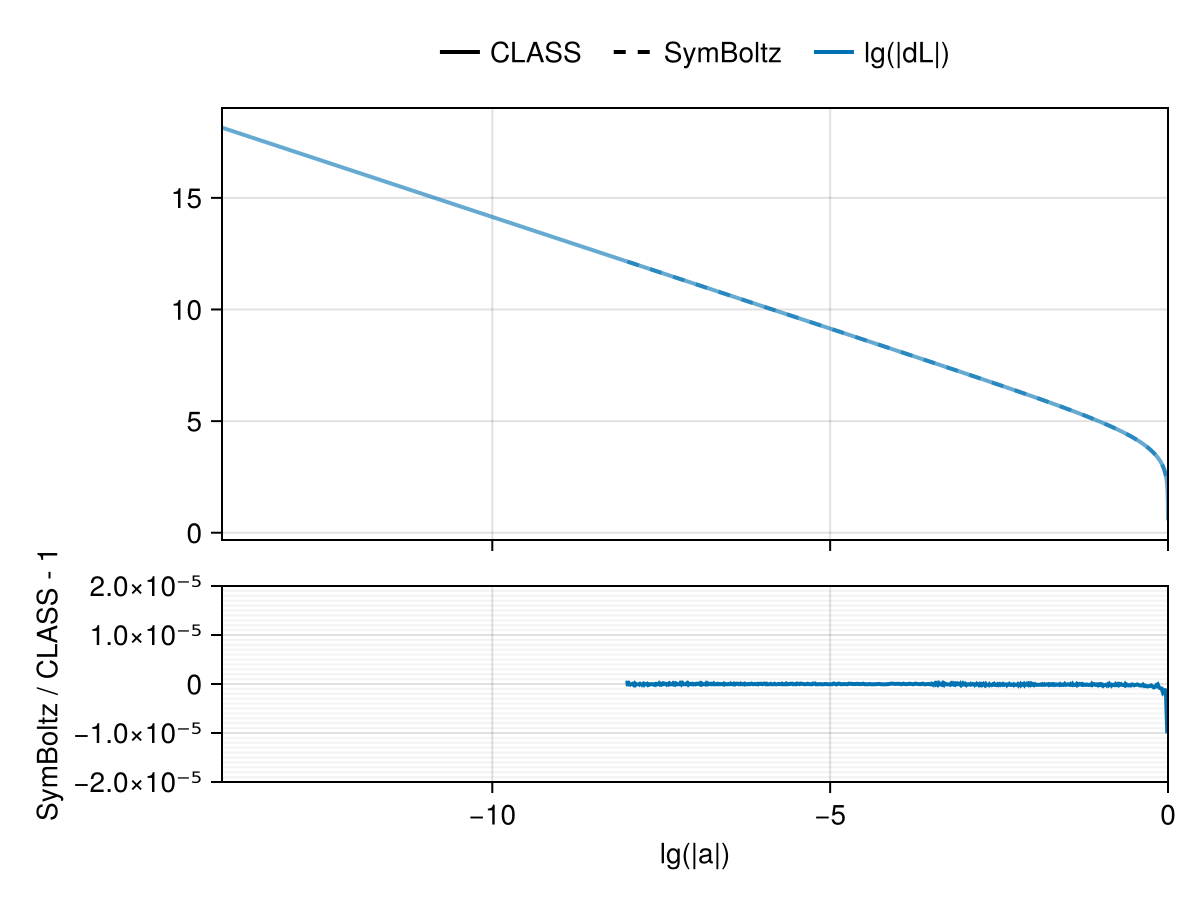 CLASS SymBoltz lg(|dL|)
15
10
5
0
SymBoltz / CLASS - 1
2.0×10⁻⁵
1.0×10⁻⁵
0
−1.0×10⁻⁵
−2.0×10⁻⁵
−10 −5 0
lg(|a|)